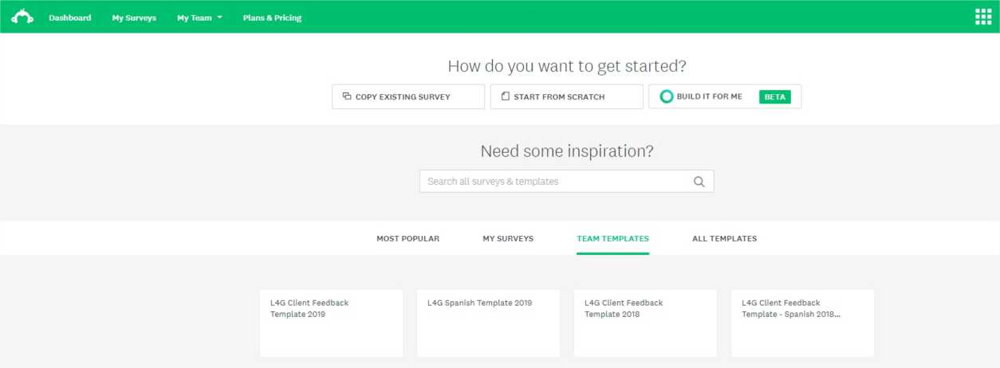 Dashboard My Surveys My Team Plans & Pricing
How do you want to get started?
COPY EXISTING SURVEY START FROM SCRATCH BUILD IT FOR ME BETA
Need some inspiration?
Search all surveys & templates
MOST POPULAR MY SURVEYS TEAM TEMPLATES ALL TEMPLATES
L4G Client Feedback
Template 2019
L4G Spanish Template 2019
L4G Client Feedback
Template 2018
L4G Client Feedback
Template - Spanish 2018...